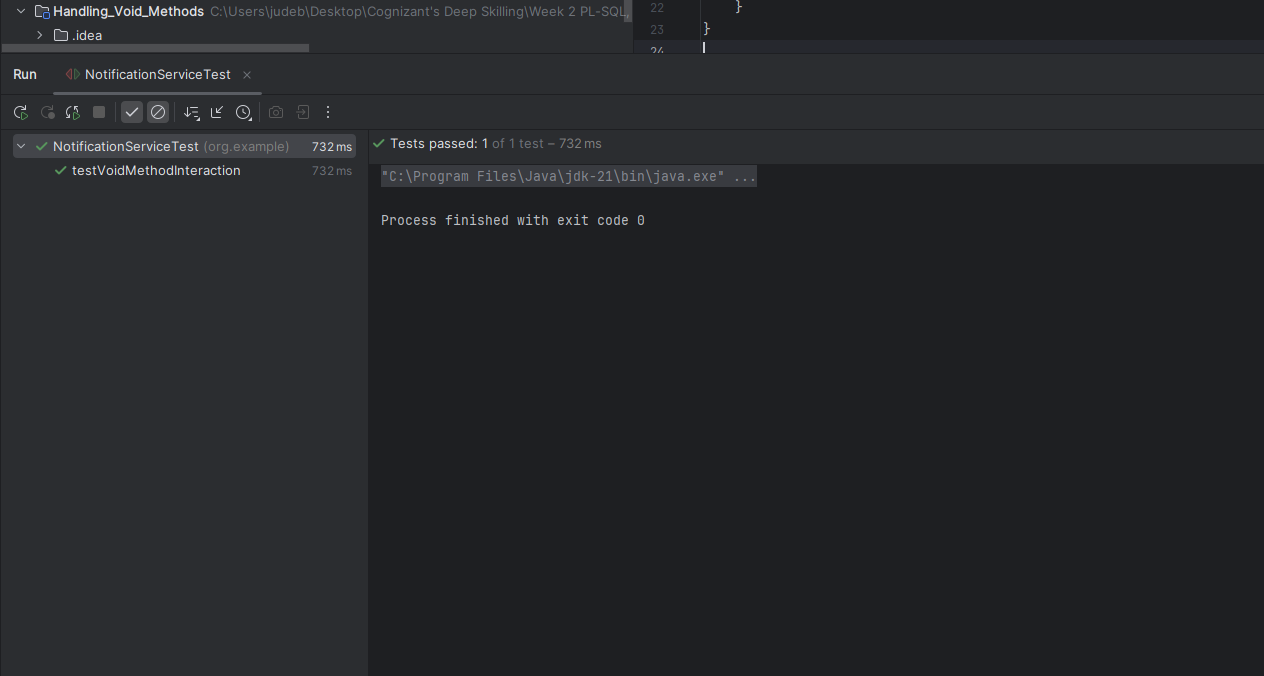 Handling_Void_Methods C:\Users\judeb\Desktop\Cognizant's Deep Skilling\Week 2 PL-SQL,
.idea
22 }
23 }
24
Run NotificationServiceTest
NotificationServiceTest (org.example) 732 ms
testVoidMethodInteraction 732 ms
Tests passed: 1 of 1 test – 732 ms
"C:\Program Files\Java\jdk-21\bin\java.exe" ...
Process finished with exit code 0